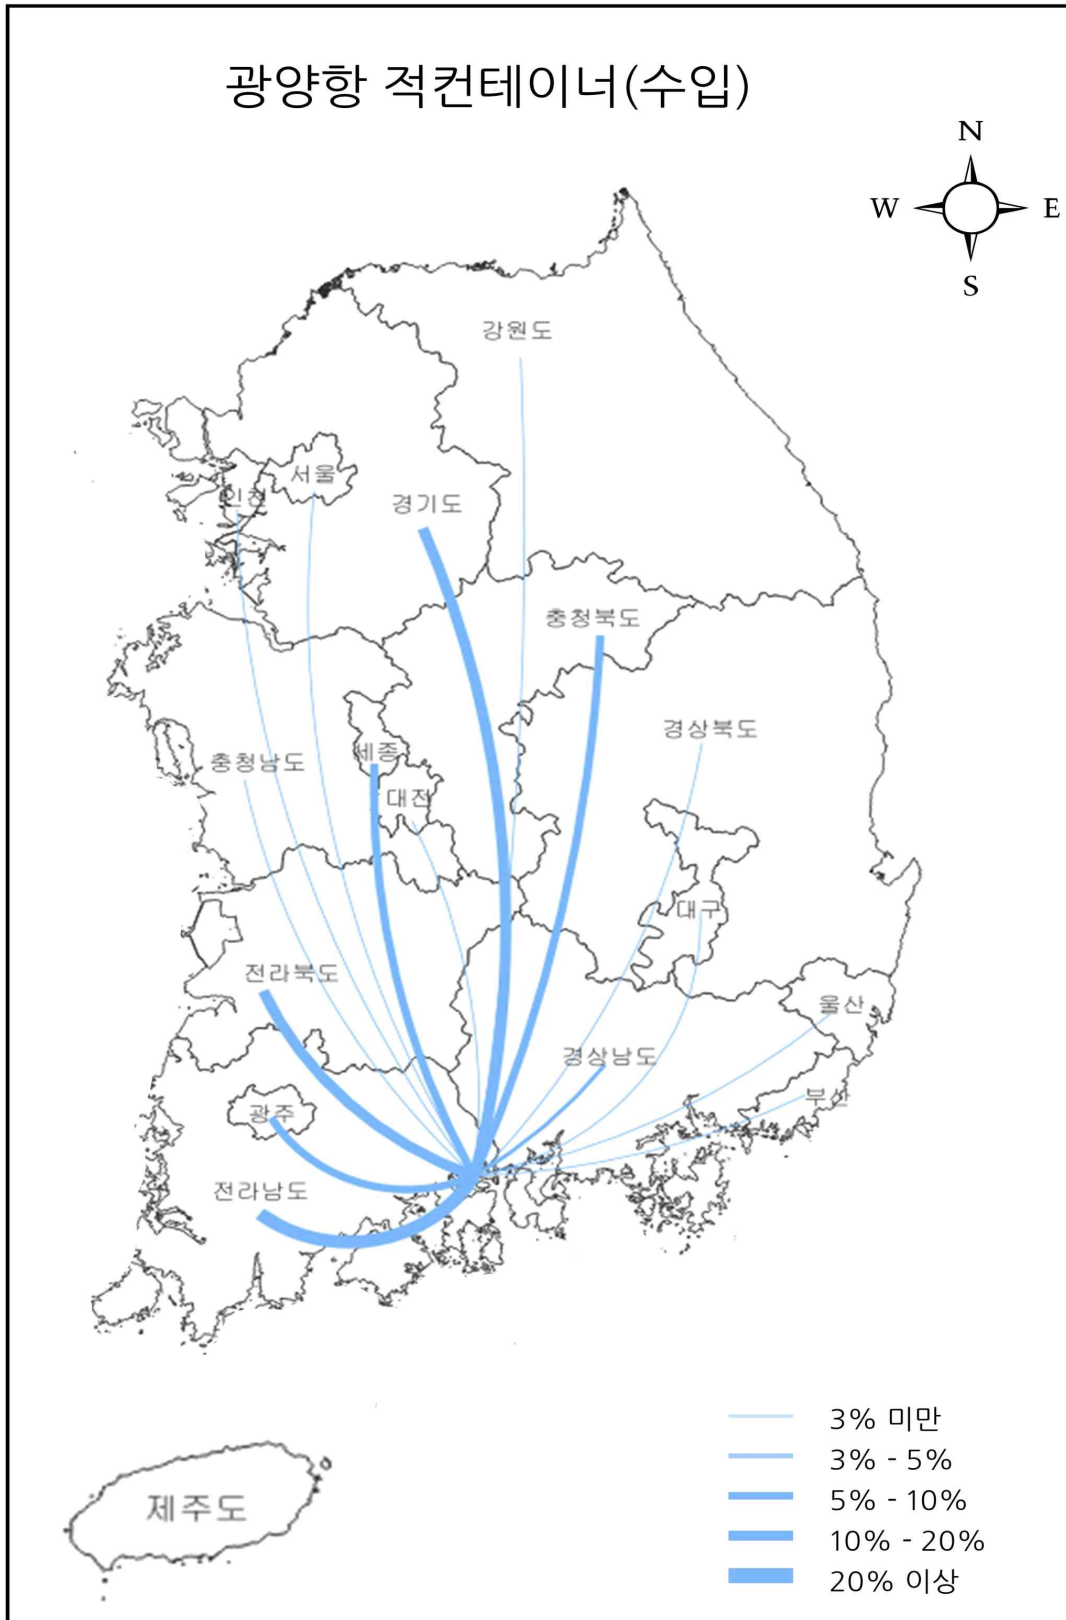 광양항 적컨테이너(수입)
N
W E
S
강원도
서울
인천
경기도
충청북도
경상북도
세종
충청남도
대전
대구
전라북도
울산
경상남도
부산
광주
전라남도
제주도
3% 미만
3% - 5%
5% - 10%
10% - 20%
20% 이상